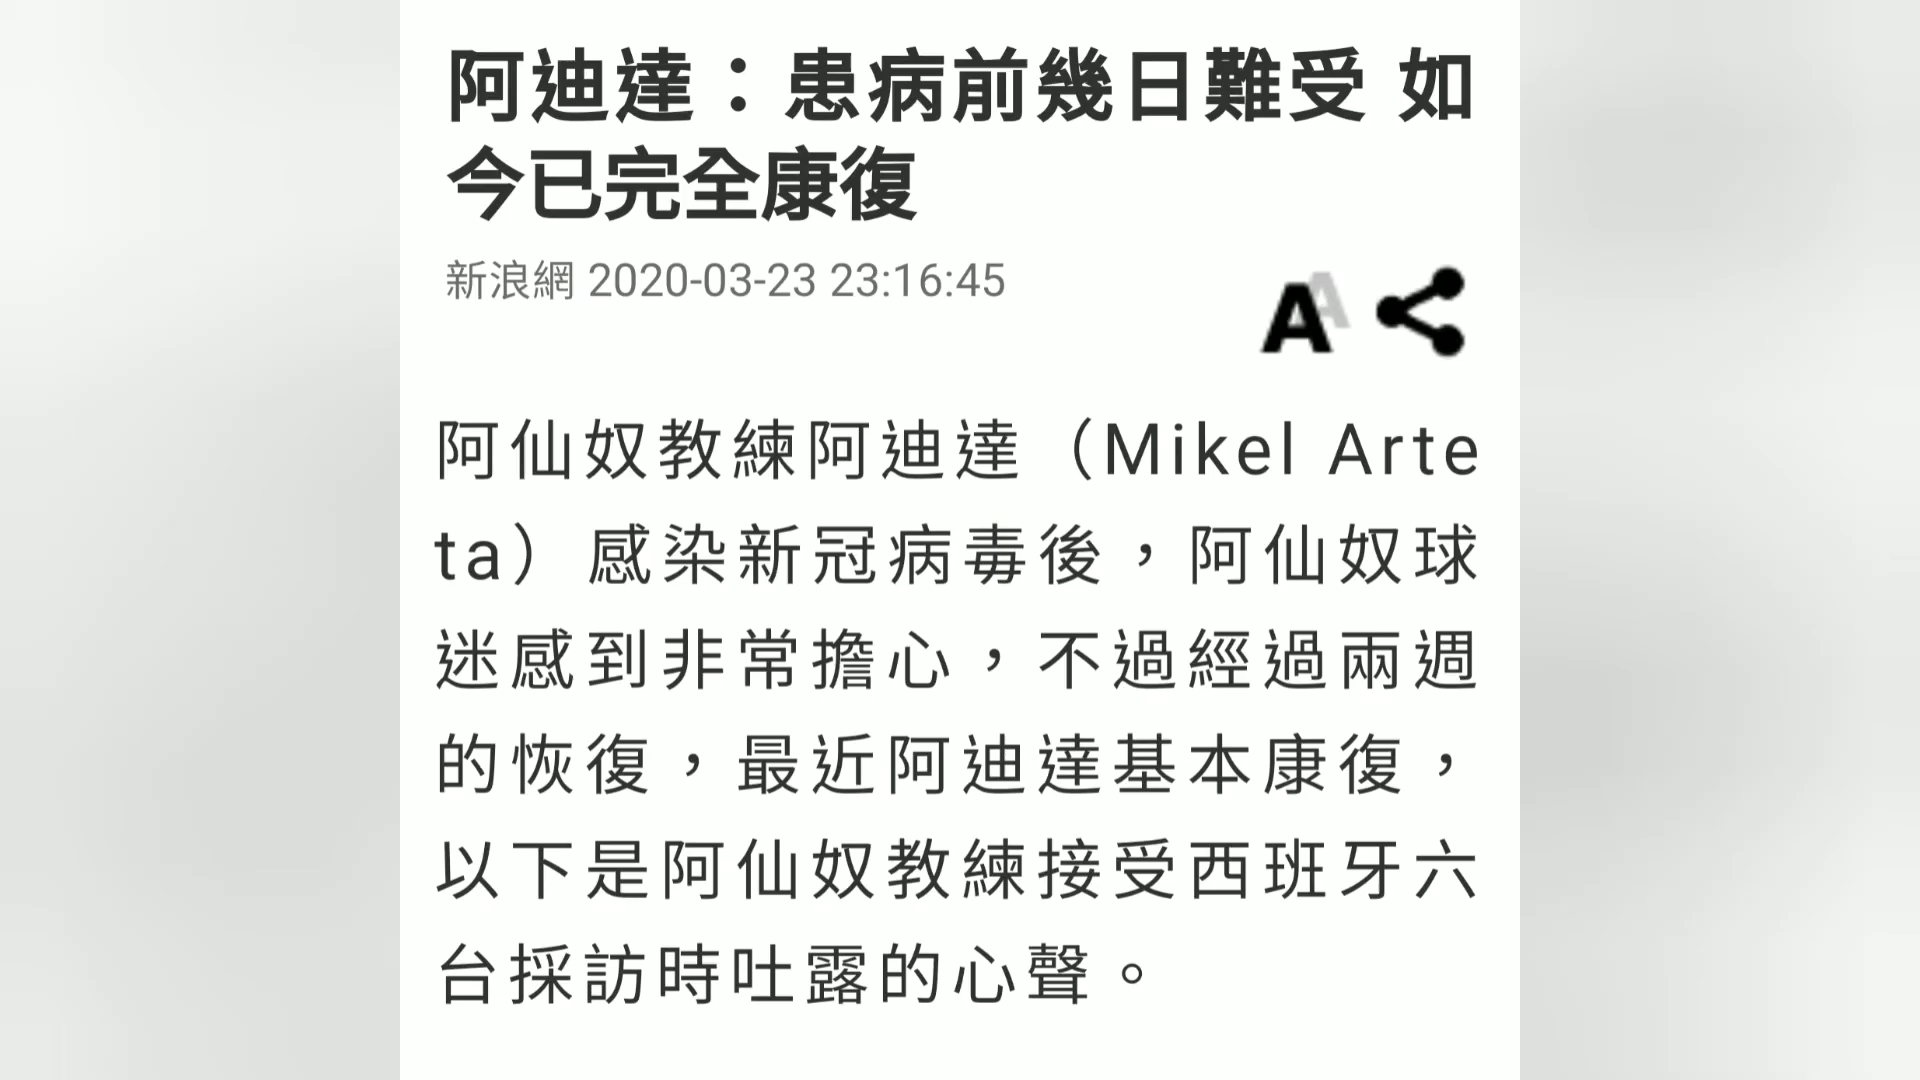 阿迪達：患病前幾日難受 如
今已完全康復
新浪網 2020-03-23 23:16:45
阿仙奴教練阿迪達（Mikel Arte
ta）感染新冠病毒後，阿仙奴球
迷感到非常擔心，不過經過兩週
的恢復，最近阿迪達基本康復，
以下是阿仙奴教練接受西班牙六
台採訪時吐露的心聲。